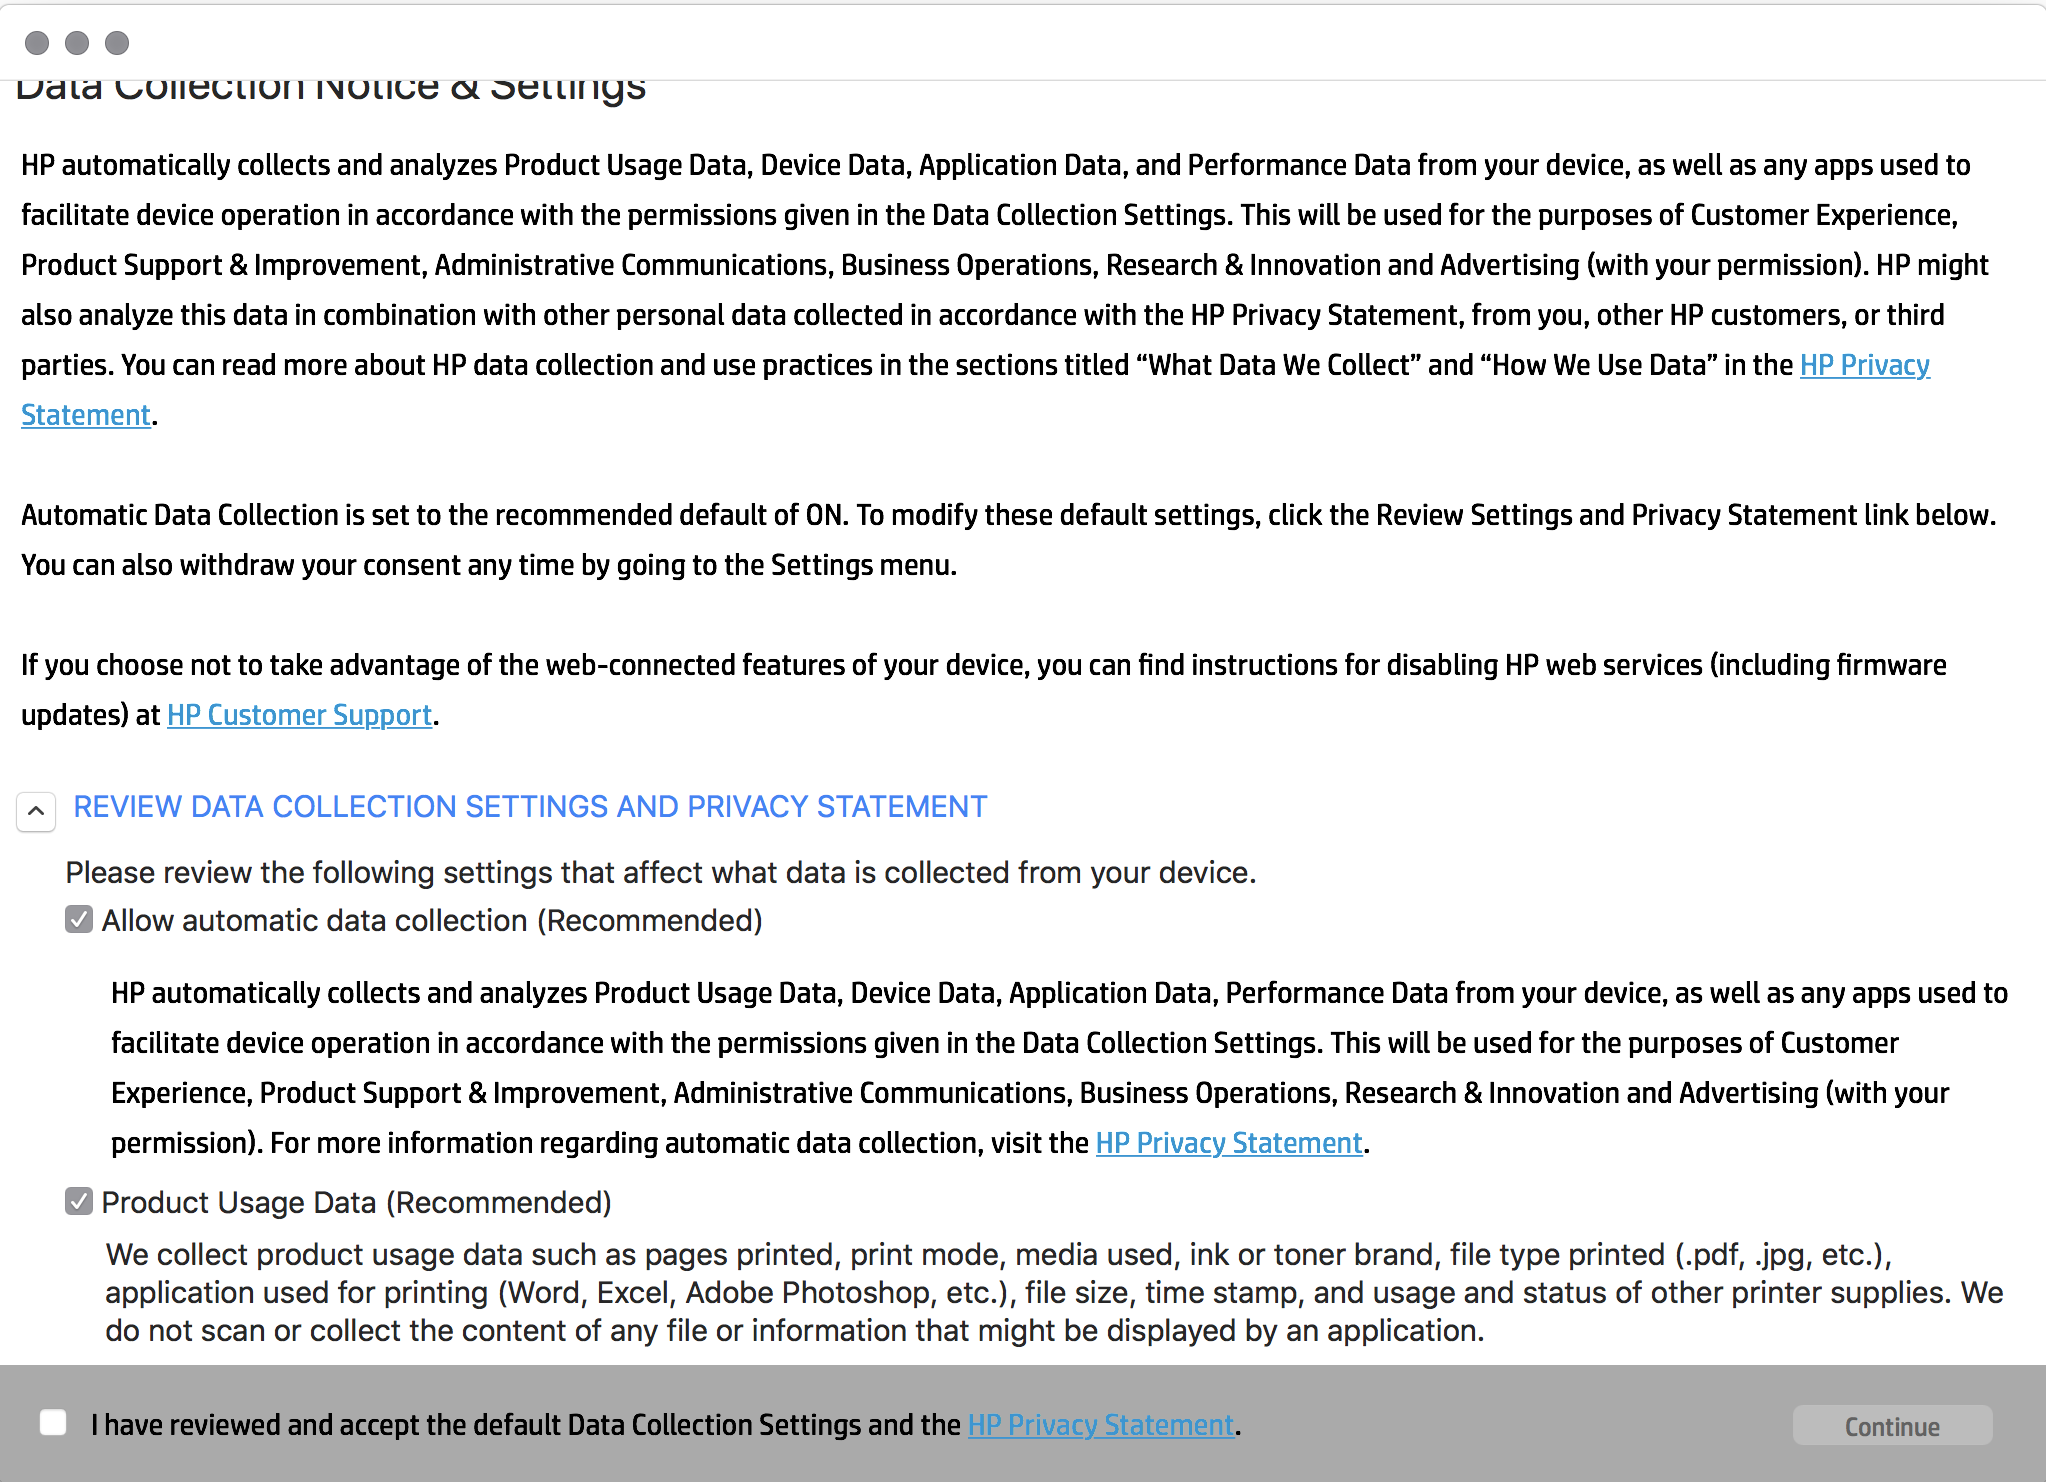 Data Collection Notice & Settings
HP automatically collects and analyzes Product Usage Data, Device Data, Application Data, and Performance Data from your device, as well as any apps used to
facilitate device operation in accordance with the permissions given in the Data Collection Settings. This will be used for the purposes of Customer Experience,
Product Support & Improvement, Administrative Communications, Business Operations, Research & Innovation and Advertising (with your permission). HP might
also analyze this data in combination with other personal data collected in accordance with the HP Privacy Statement, from you, other HP customers, or third
parties. You can read more about HP data collection and use practices in the sections titled “What Data We Collect” and “How We Use Data” in the HP Privacy
Statement.
Automatic Data Collection is set to the recommended default of ON. To modify these default settings, click the Review Settings and Privacy Statement link below.
You can also withdraw your consent any time by going to the Settings menu.
If you choose not to take advantage of the web-connected features of your device, you can find instructions for disabling HP web services (including firmware
updates) at HP Customer Support.
REVIEW DATA COLLECTION SETTINGS AND PRIVACY STATEMENT
Please review the following settings that affect what data is collected from your device.
Allow automatic data collection (Recommended)
HP automatically collects and analyzes Product Usage Data, Device Data, Application Data, Performance Data from your device, as well as any apps used to
facilitate device operation in accordance with the permissions given in the Data Collection Settings. This will be used for the purposes of Customer
Experience, Product Support & Improvement, Administrative Communications, Business Operations, Research & Innovation and Advertising (with your
permission). For more information regarding automatic data collection, visit the HP Privacy Statement.
Product Usage Data (Recommended)
We collect product usage data such as pages printed, print mode, media used, ink or toner brand, file type printed (.pdf, .jpg, etc.),
application used for printing (Word, Excel, Adobe Photoshop, etc.), file size, time stamp, and usage and status of other printer supplies. We
do not scan or collect the content of any file or information that might be displayed by an application.
I have reviewed and accept the default Data Collection Settings and the HP Privacy Statement.
Continue